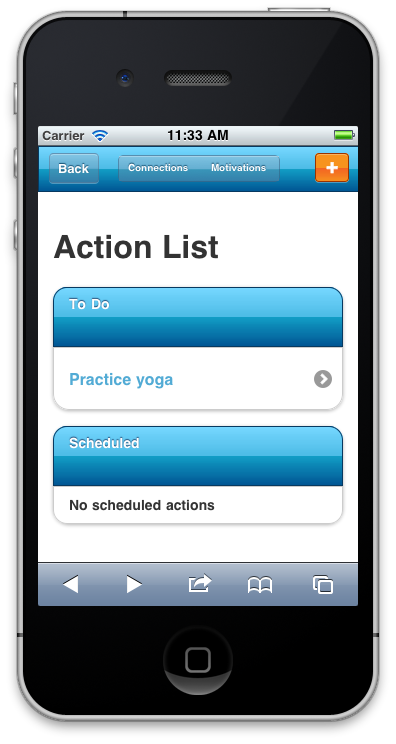 Carrier 11:33 AM
Back Connections Motivations +
Action List
To Do
Practice yoga
Scheduled
No scheduled actions